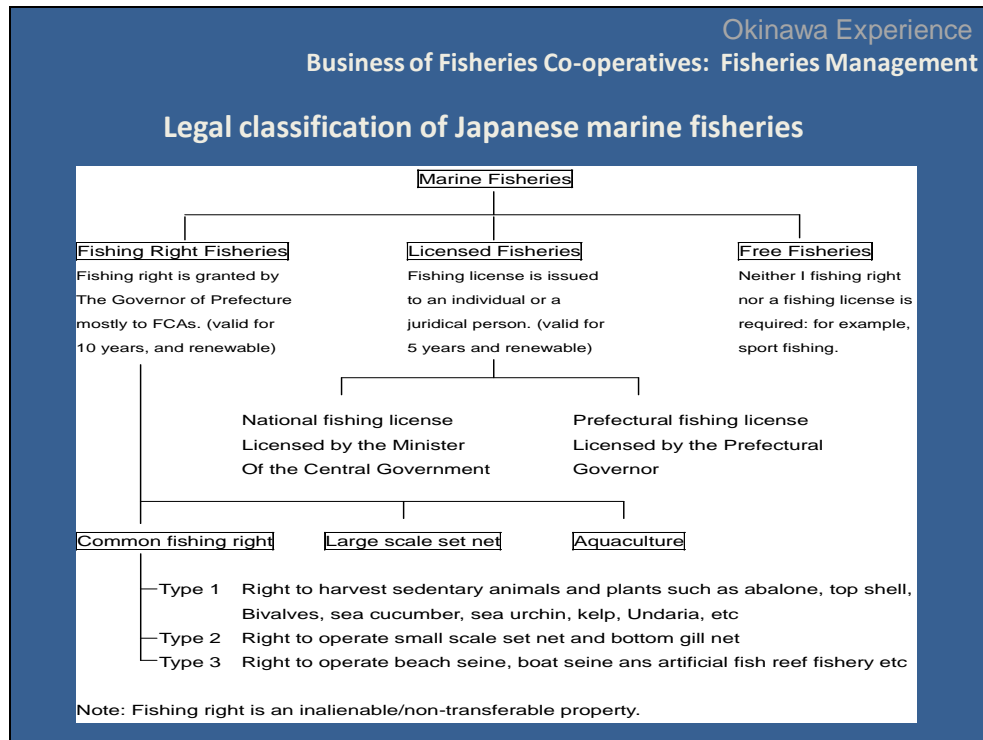 Okinawa Experience
Business of Fisheries Co-operatives: Fisheries Management
Legal classification of Japanese marine fisheries
Marine Fisheries
Fishing Right Fisheries
Fishing right is granted by
The Governor of Prefecture
mostly to FCAs. (valid for
10 years, and renewable)
Licensed Fisheries
Fishing license is issued
to an individual or a
juridical person. (valid for
5 years and renewable)
Free Fisheries
Neither I fishing right
nor a fishing license is
required: for example,
sport fishing.
National fishing license
Licensed by the Minister
Of the Central Government
Prefectural fishing license
Licensed by the Prefectural
Governor
Common fishing right
Large scale set net
Aquaculture
Type 1 Right to harvest sedentary animals and plants such as abalone, top shell,
Bivalves, sea cucumber, sea urchin, kelp, Undaria, etc
Type 2 Right to operate small scale set net and bottom gill net
Type 3 Right to operate beach seine, boat seine ans artificial fish reef fishery etc
Note: Fishing right is an inalienable/non-transferable property.